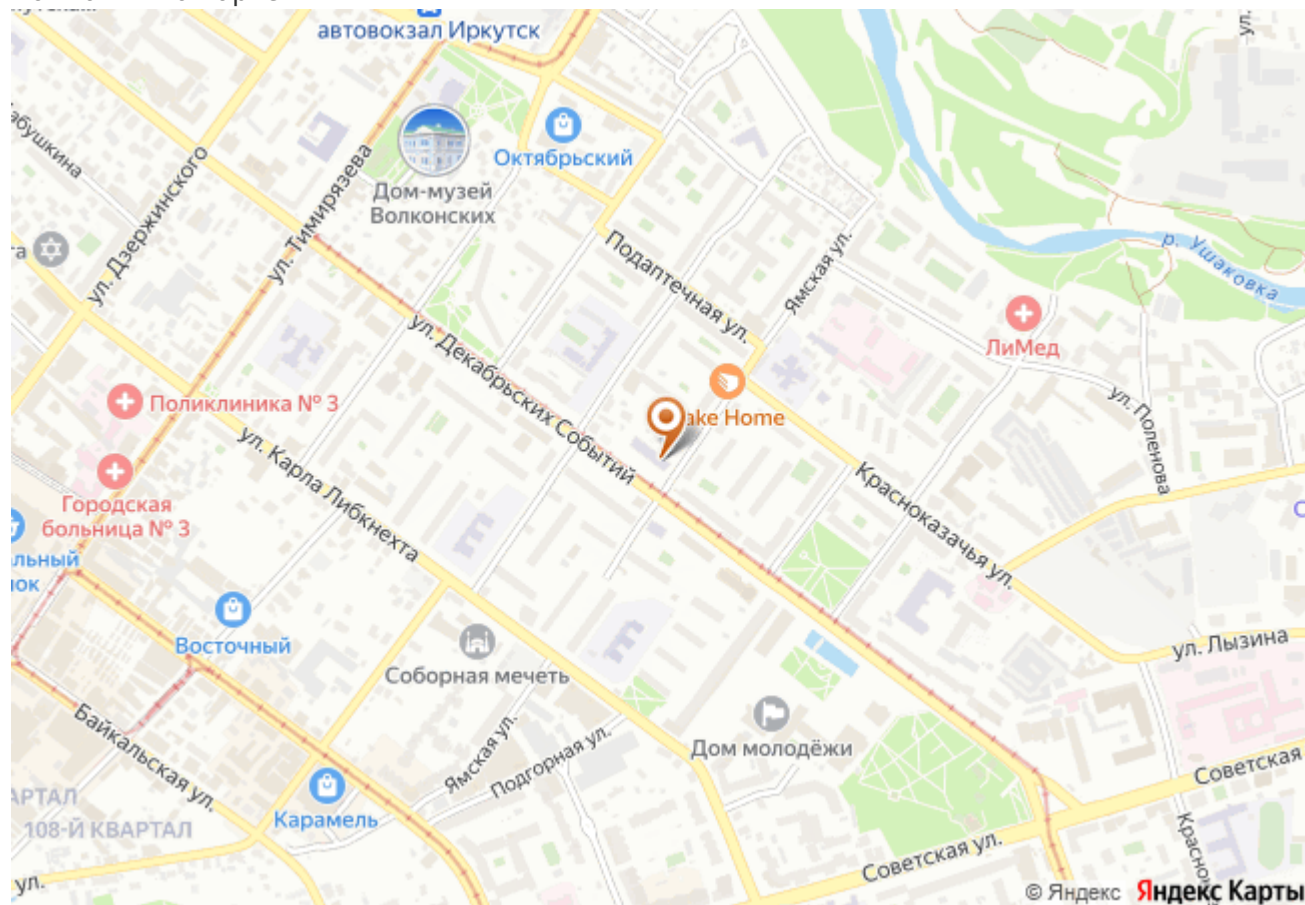 автовокзал Иркутск
Октябрьский
Дом-музей
Волконских
ул. Дзержинского
ул. Тимирязева
р. Ушаковка
Подаптечная ул.
Ямская ул.
ЛиМед
ул. Декабрьских Событий
ake Home
ул. Поленова
Поликлиника № 3
ул. Карла Либкнехта
Городская
больница № 3
Красноказачья ул.
Восточный
Соборная мечеть
ул. Лызина
Дом молодёжи
Ямская ул.
Подгорная ул.
Байкальская ул.
Советская
108-Й КВАРТАЛ
Карамель
Советская ул.
ул.
© Яндекс Яндекс Карты